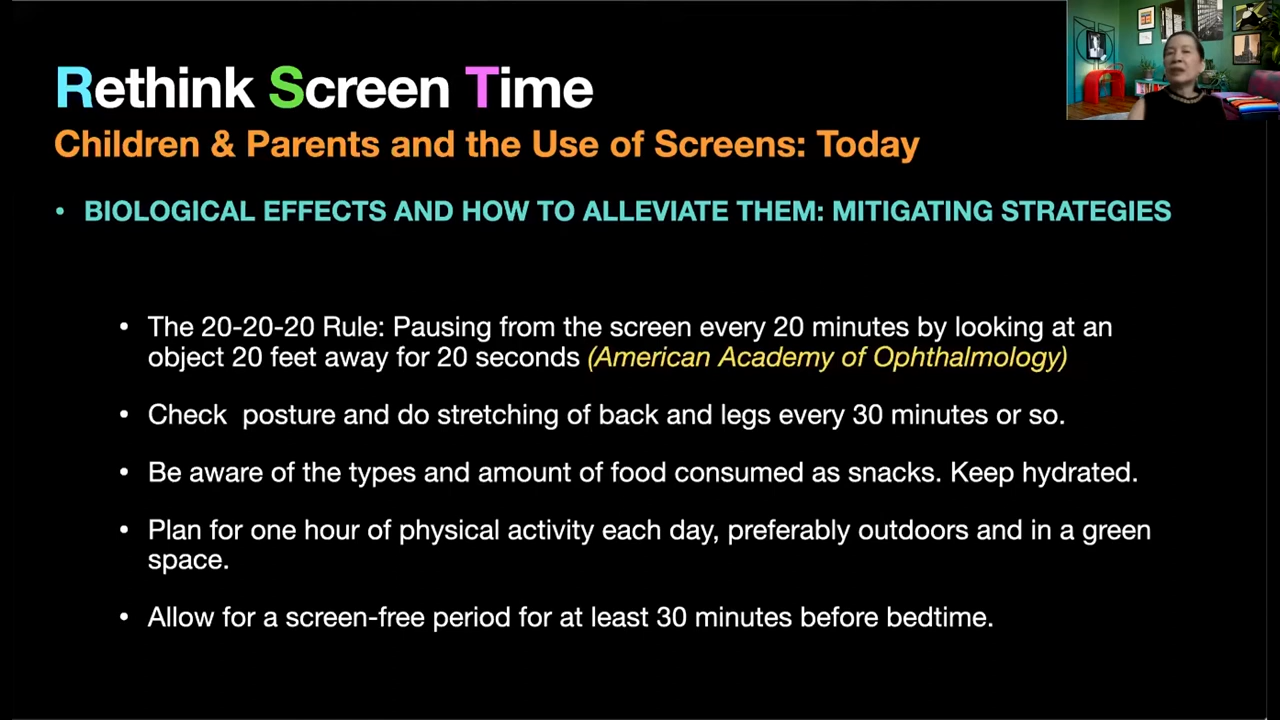 Rethink Screen Time
Children & Parents and the Use of Screens: Today
• BIOLOGICAL EFFECTS AND HOW TO ALLEVIATE THEM: MITIGATING STRATEGIES
• The 20-20-20 Rule: Pausing from the screen every 20 minutes by looking at an
object 20 feet away for 20 seconds (American Academy of Ophthalmology)
• Check  posture and do stretching of back and legs every 30 minutes or so.
• Be aware of the types and amount of food consumed as snacks. Keep hydrated.
• Plan for one hour of physical activity each day, preferably outdoors and in a green
space.
• Allow for a screen-free period for at least 30 minutes before bedtime.